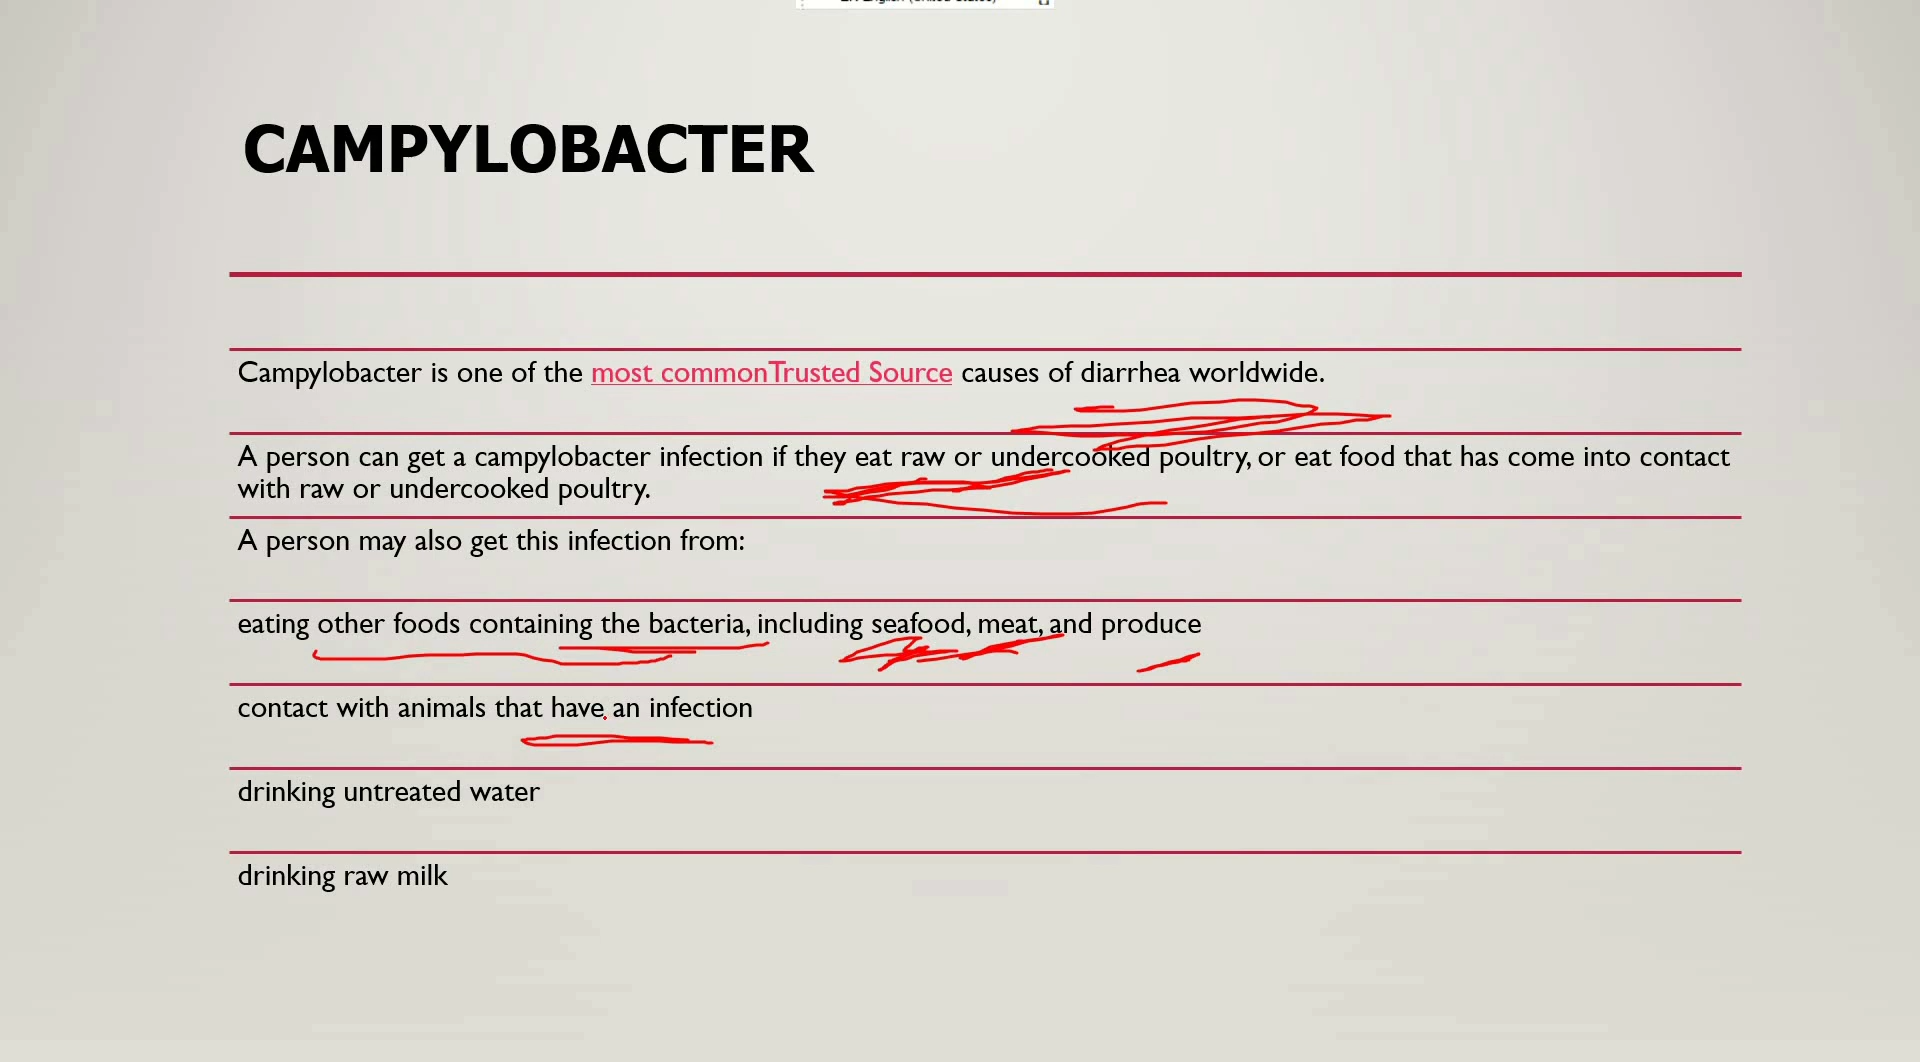 English (United States)
CAMPYLOBACTER
Campylobacter is one of the most commonTrusted Source causes of diarrhea worldwide.
A person can get a campylobacter infection if they eat raw or undercooked poultry, or eat food that has come into contact
with raw or undercooked poultry.
A person may also get this infection from:
eating other foods containing the bacteria, including seafood, meat, and produce
contact with animals that have an infection
drinking untreated water
drinking raw milk